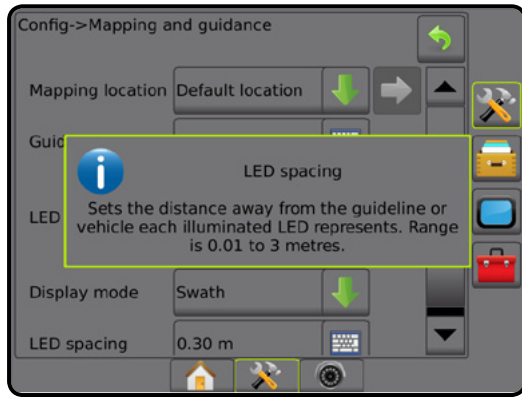 Config->Mapping and guidance
Mapping location Default location
Guid
LED spacing
Sets the distance away from the guideline or
LED
vehicle each illuminated LED represents. Range
is 0.01 to 3 metres.
Display mode Swath
LED spacing 0.30 m